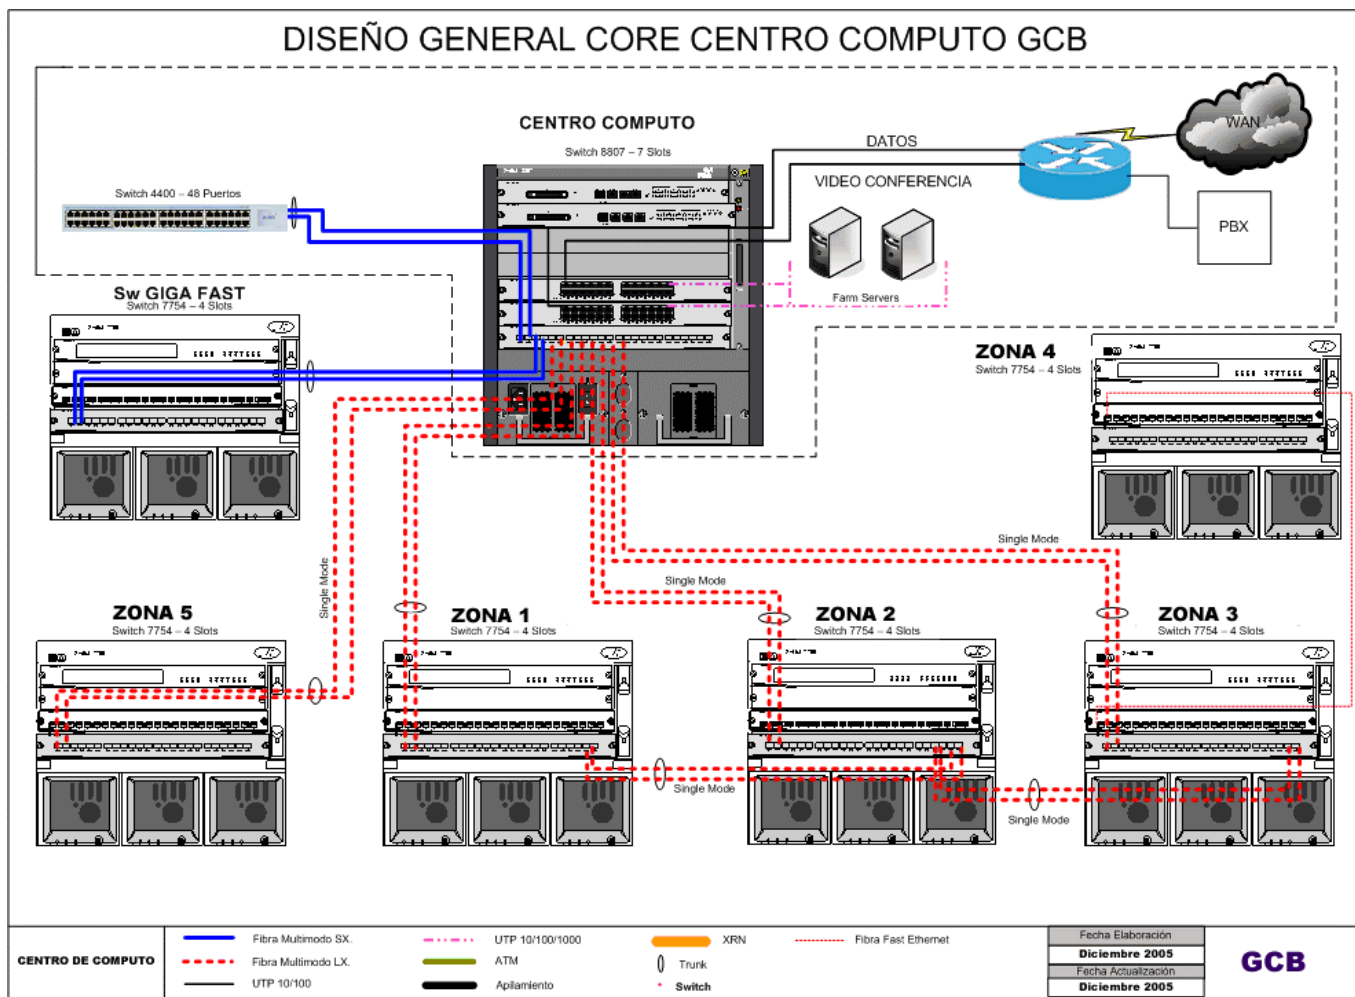 DISEÑO GENERAL CORE CENTRO COMPUTO GCB
CENTRO COMPUTO
Switch 8807 – 7 Slots
DATOS
WAN
VIDEO CONFERENCIA
PBX
Farm Servers
Switch 4400 – 48 Puertos
Sw GIGA FAST
Switch 7754 – 4 Slots
ZONA 4
Switch 7754 – 4 Slots
Single Mode
Single Mode
Single Mode
ZONA 5
Switch 7754 – 4 Slots
ZONA 1
Switch 7754 – 4 Slots
ZONA 2
Switch 7754 – 4 Slots
ZONA 3
Switch 7754 – 4 Slots
Single Mode
Single Mode
CENTRO DE COMPUTO
Fibra Multimodo SX.
Fibra Multimodo LX.
UTP 10/100
UTP 10/100/1000
ATM
Apilamiento
XRN
Trunk
Switch
Fibra Fast Ethernet
Fecha Elaboración
Diciembre 2005
Fecha Actualización
Diciembre 2005
GCB